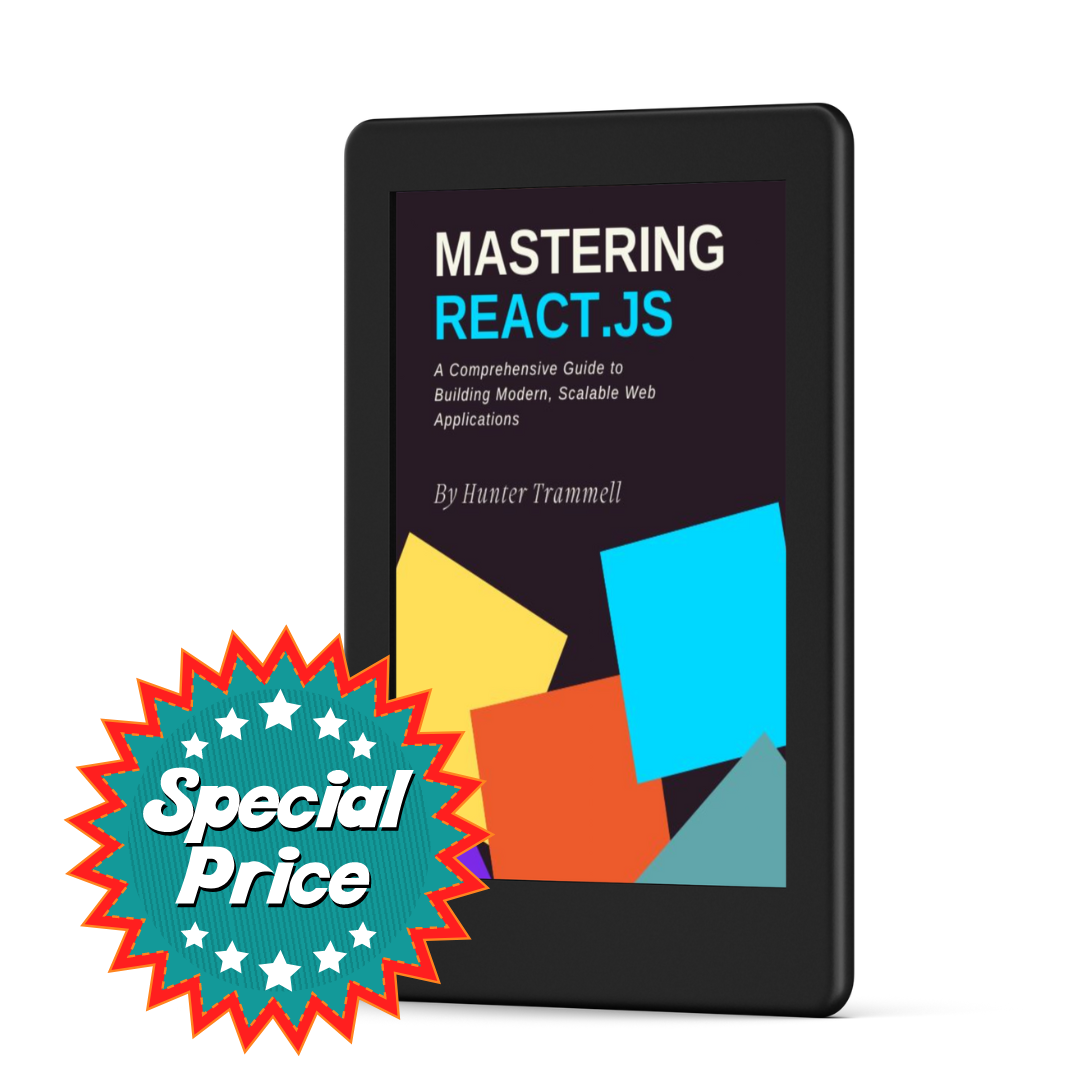 MASTERING
REACT.JS
A Comprehensive Guide to
Building Modern, Scalable Web
Applications
By Hunter Trammell
Special
Price